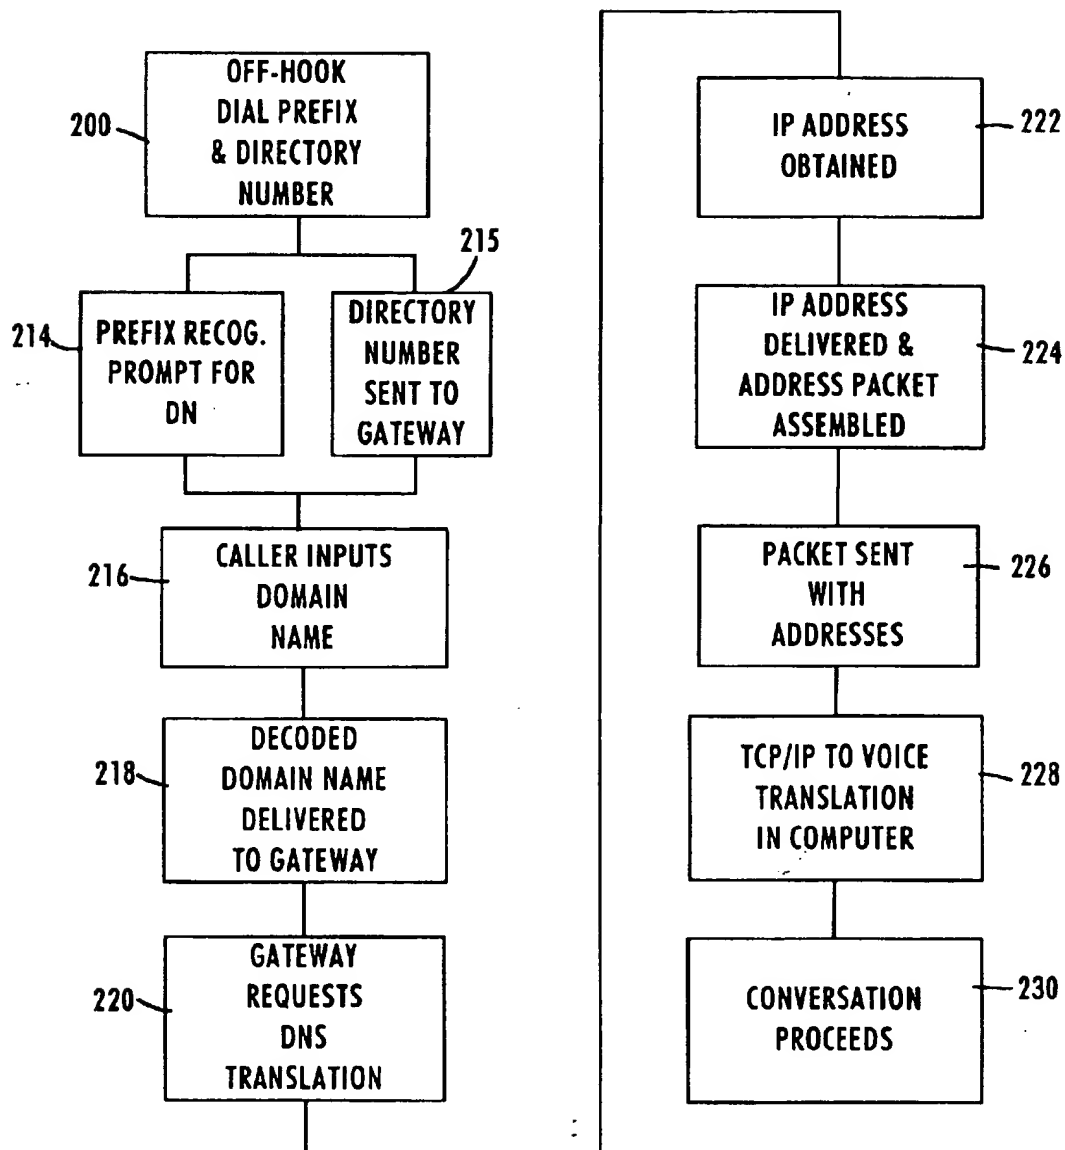 OFF-HOOK
DIAL PREFIX
& DIRECTORY
NUMBER
200
215
214
PREFIX RECOG.
PROMPT FOR
DN
DIRECTORY
NUMBER
SENT TO
GATEWAY
216
CALLER INPUTS
DOMAIN
NAME
218
DECODED
DOMAIN NAME
DELIVERED
TO GATEWAY
220
GATEWAY
REQUESTS
DNS
TRANSLATION
IP ADDRESS
OBTAINED
222
IP ADDRESS
DELIVERED &
ADDRESS PACKET
ASSEMBLED
224
PACKET SENT
WITH
ADDRESSES
226
TCP/IP TO VOICE
TRANSLATION
IN COMPUTER
228
CONVERSATION
PROCEEDS
230